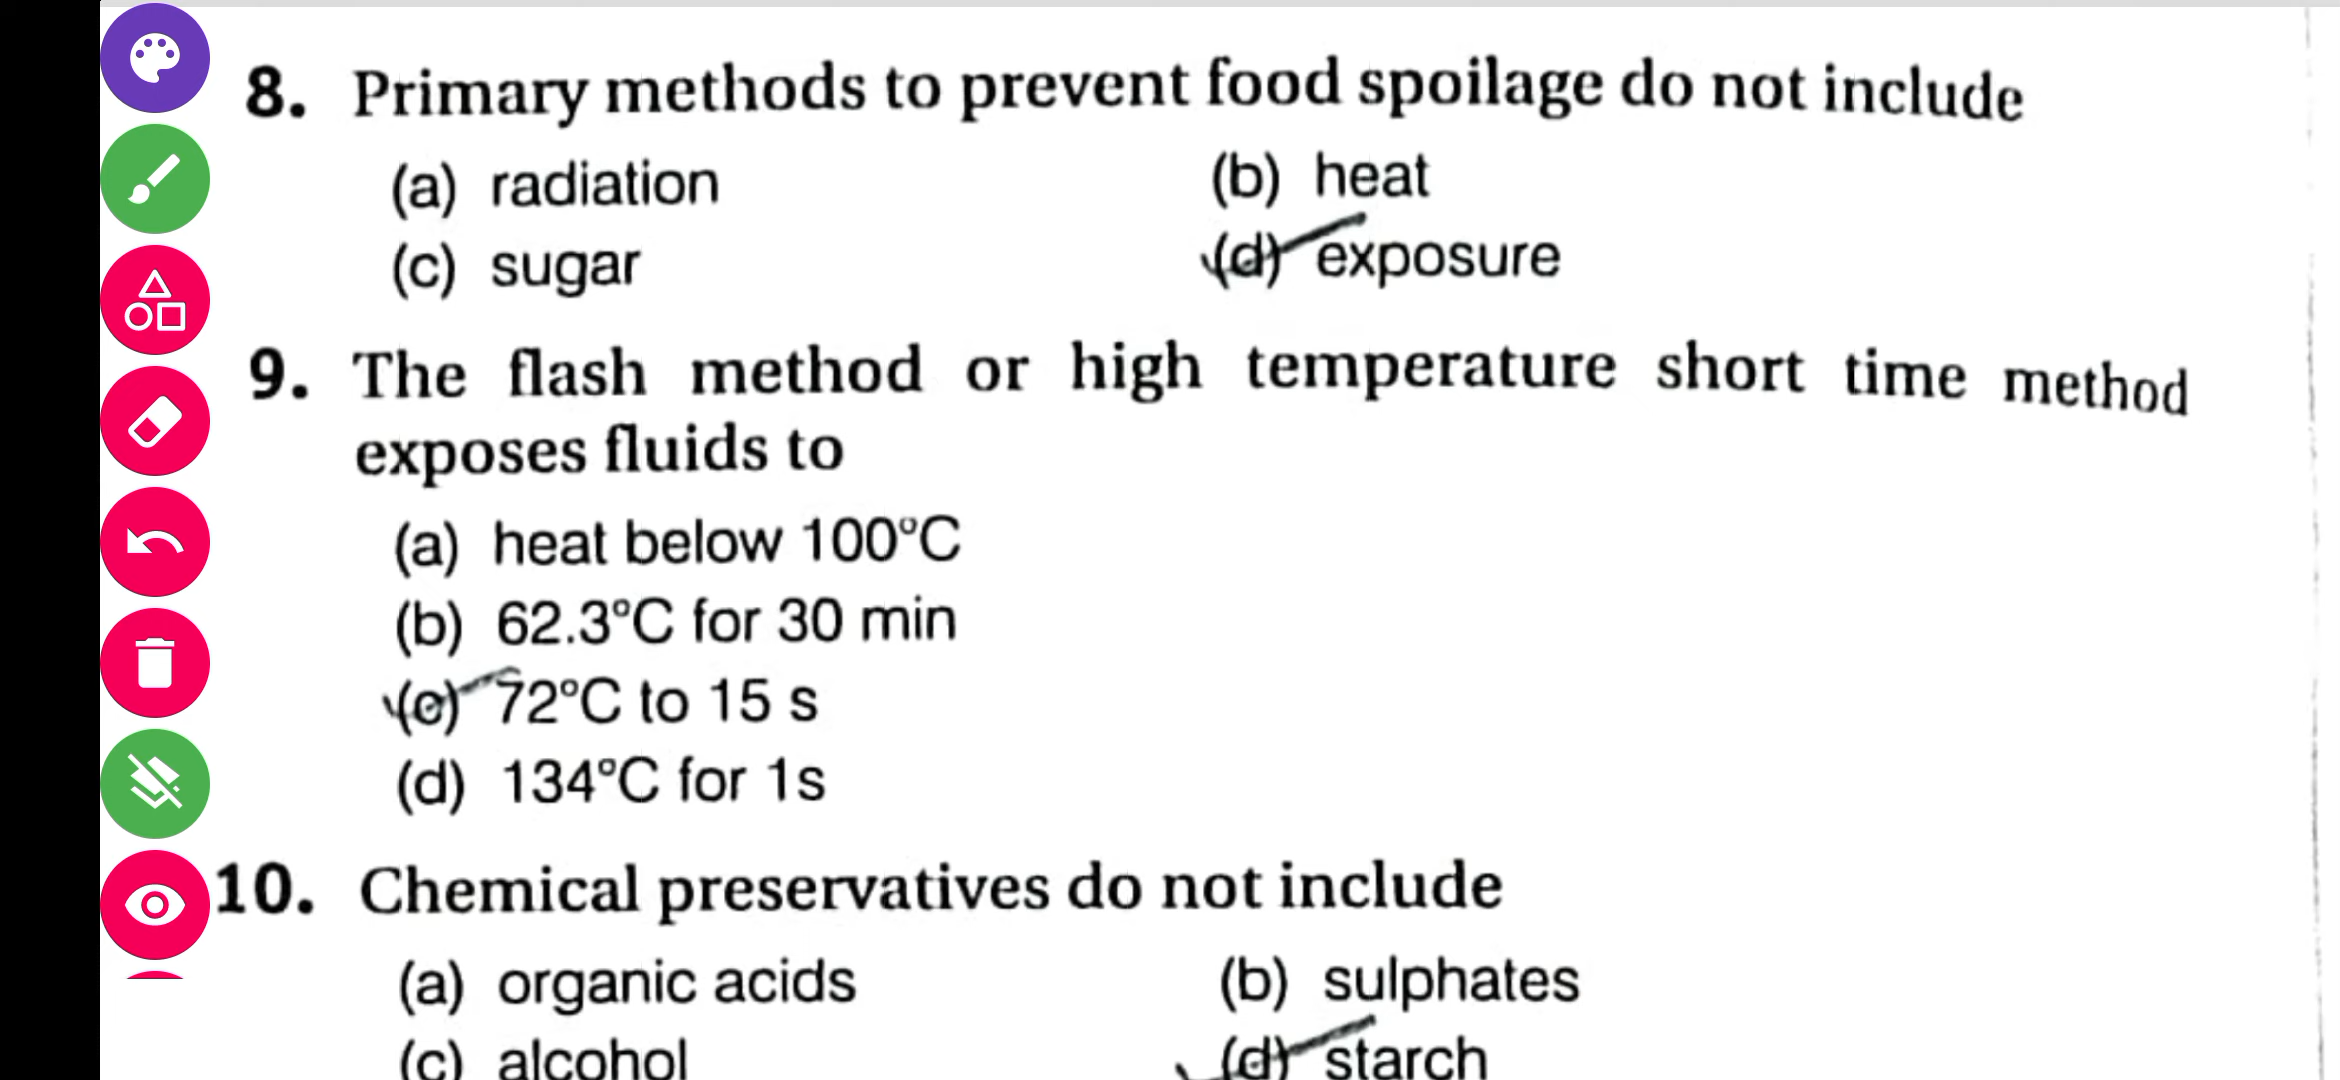 8. Primary methods to prevent food spoilage do not include
(a) radiation (b) heat
(c) sugar (d) exposure
9. The flash method or high temperature short time method
exposes fluids to
(a) heat below 100°C
(b) 62.3°C for 30 min
(c) 72°C to 15 s
(d) 134°C for 1s
10. Chemical preservatives do not include
(a) organic acids (b) sulphates
(c) alcohol (d) starch